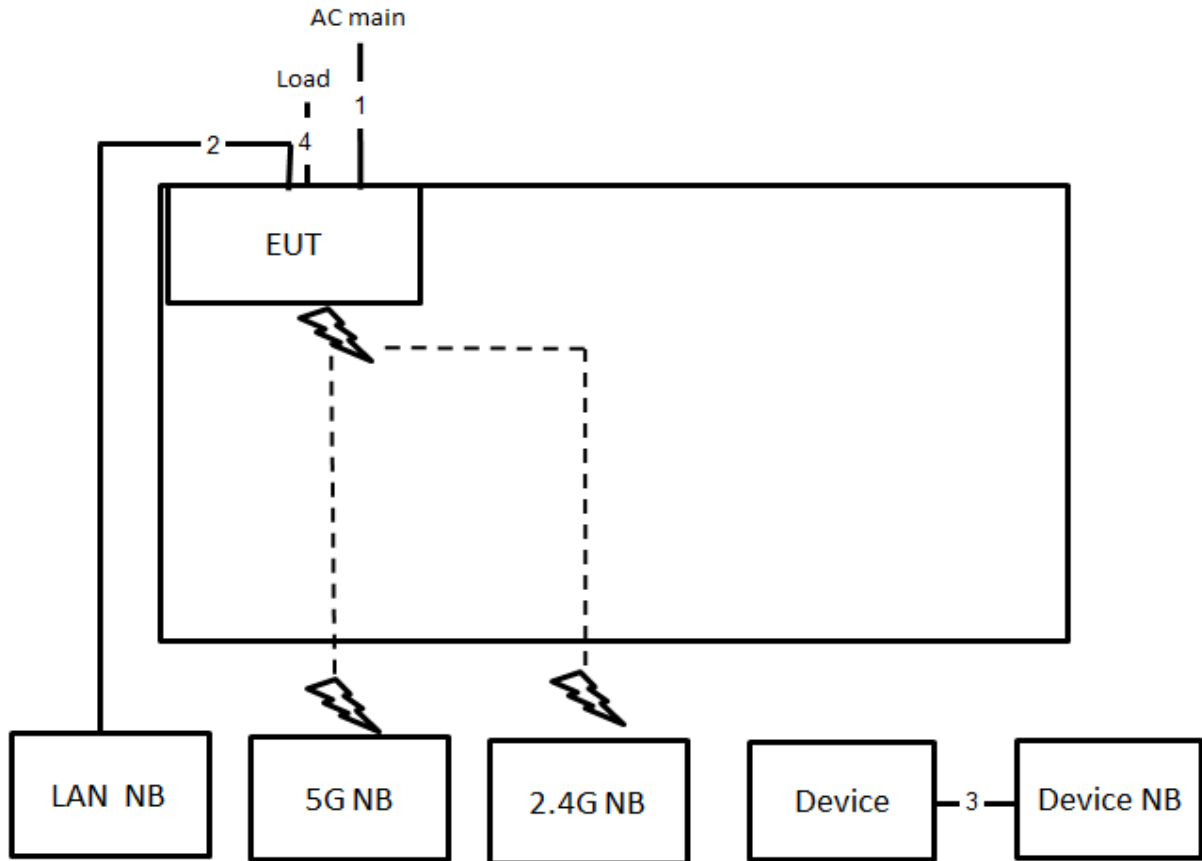 AC main
Load
1
2
4
EUT
LAN NB
5G NB
2.4G NB
Device
3
Device NB